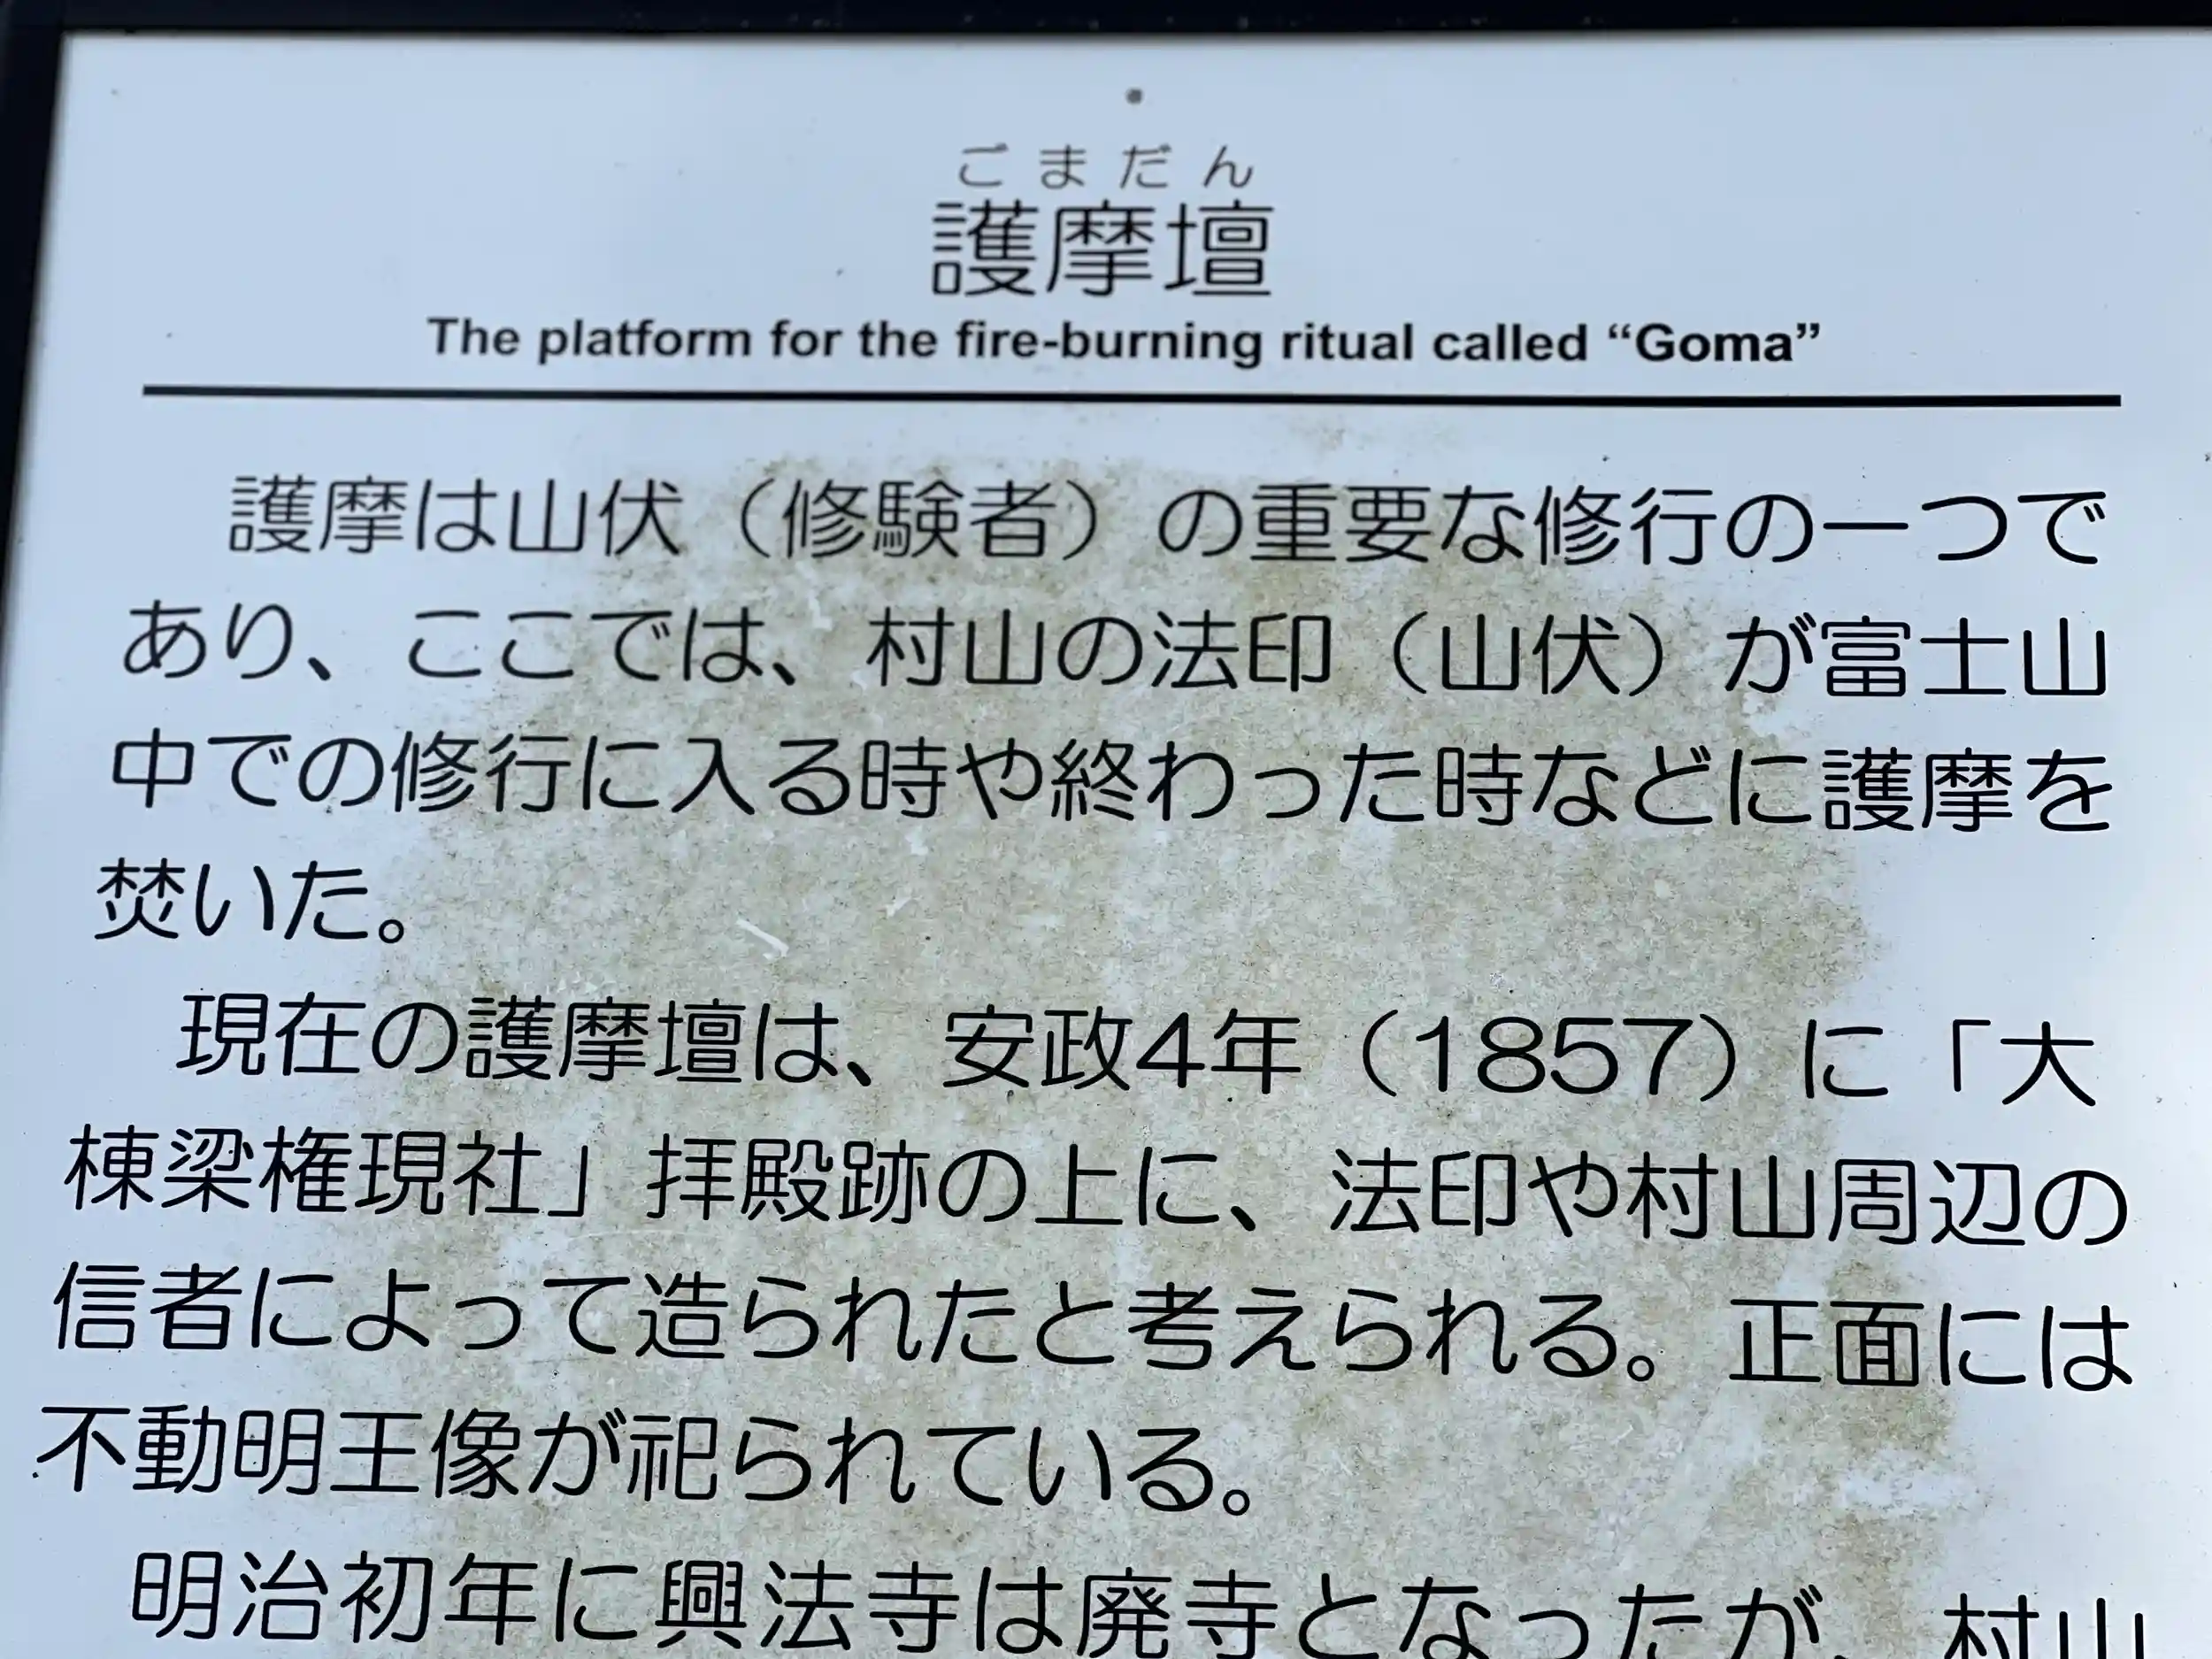 ごまだん
護摩壇
The platform for the fire-burning ritual called “Goma”
護摩は山伏（修験者）の重要な修行の一つで
あり、ここでは、村山の法印（山伏）が富士山
中での修行に入る時や終わった時などに護摩を
焚いた。
現在の護摩壇は、安政4年（1857）に「大
棟梁権現社」拝殿跡の上に、法印や村山周辺の
信者によって造られたと考えられる。正面には
不動明王像が祀られている。
明治初年に興法寺は廃寺となったが、村山